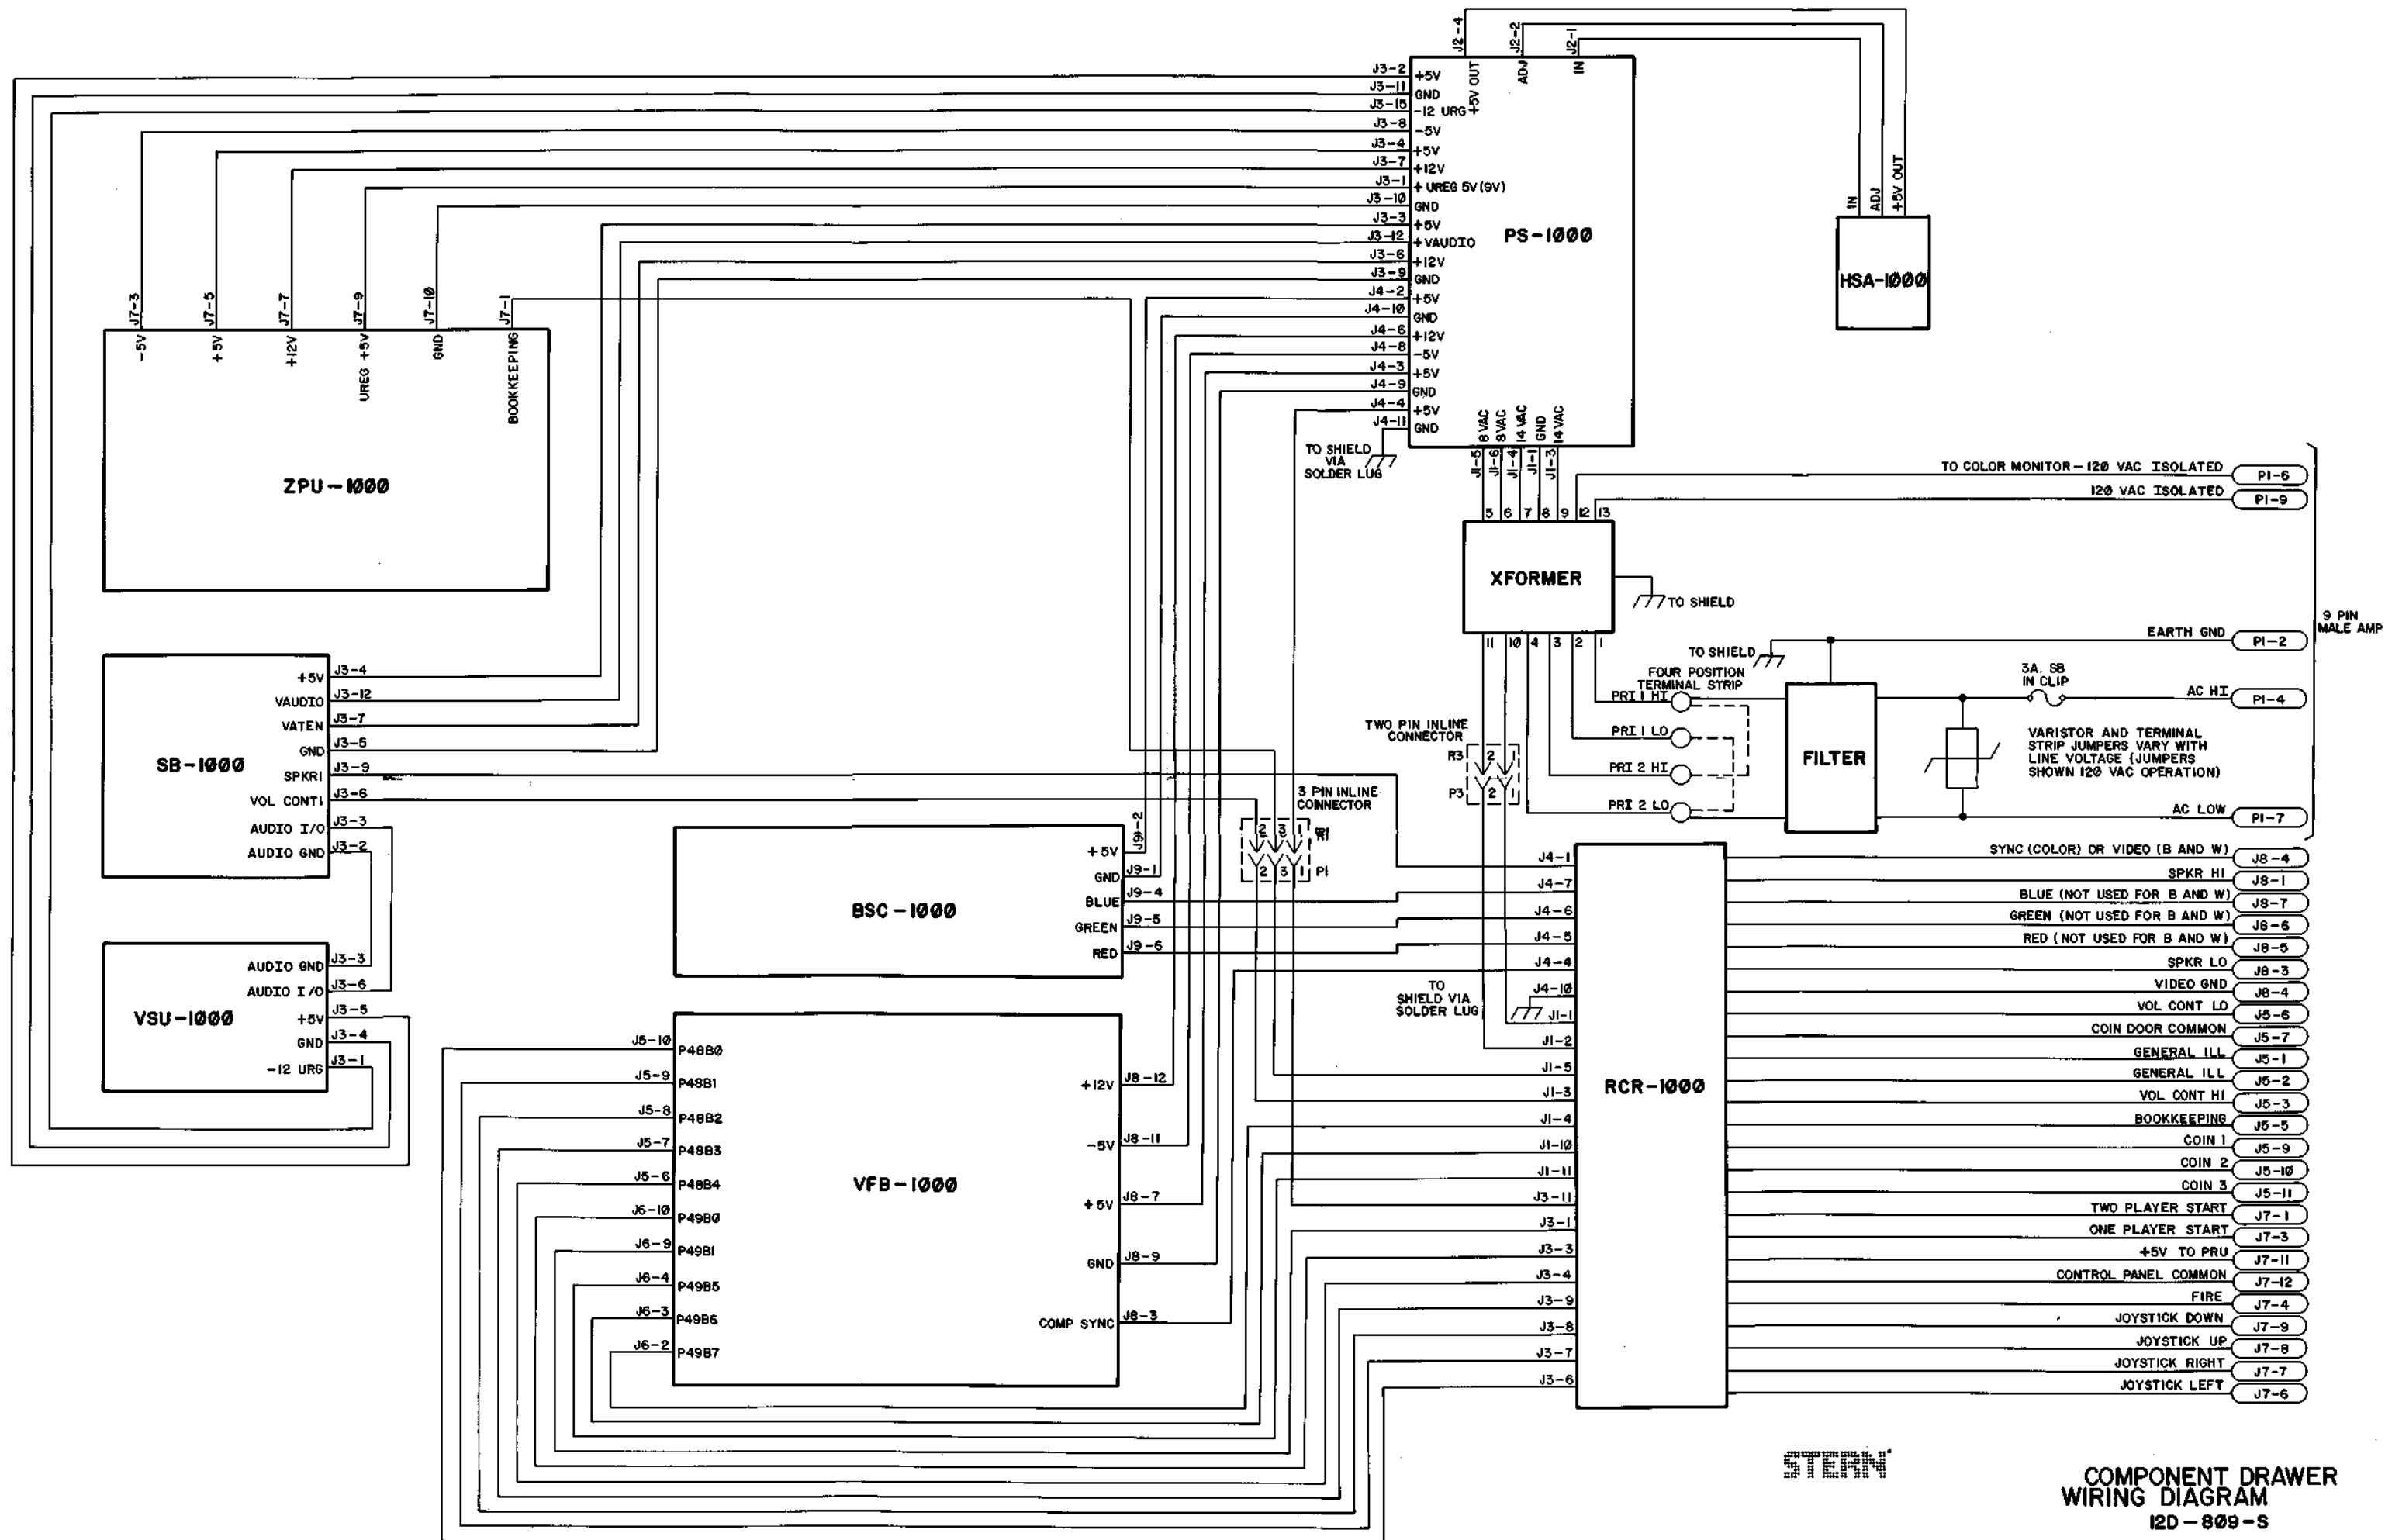 J2-4
J2-2
J2-1
+5V OUT
ADJ
IN
J3-2 +5V
J3-11 GND
J3-15 -12 URG
J3-8 -5V
J3-4 +5V
J3-7 +12V
J3-1 + UREG 5V (9V)
J3-10 GND
J3-3 +5V
J3-12 +VAUDIO
J3-6 +12V
J3-9 GND
J4-2 +5V
J4-10 GND
J4-6 +12V
J4-8 -5V
J4-3 +5V
J4-9 GND
J4-4 +5V
J4-11 GND
PS-1000
TO SHIELD
VIA
SOLDER LUG
8VAC
8VAC
14 VAC
GND
14VAC
J1-5
J1-6
J1-4
J1-1
J1-3
IN
ADJ
+5V OUT
HSA-1000
J7-3
J7-5
J7-7
J7-9
J7-10
J7-1
-5V
+5V
+12V
UREG +5V
GND
BOOKKEEPING
ZPU-1000
TO COLOR MONITOR-120 VAC ISOLATED P1-6
120 VAC ISOLATED P1-9
5 6 7 8 9 12 13
XFORMER
TO SHIELD
11 10 4 3 2 1
9 PIN
MALE AMP
EARTH GND P1-2
TO SHIELD
FOUR POSITION
TERMINAL STRIP
PRI 1 HI
PRI 1 LO
PRI 2 HI
PRI 2 LO
FILTER
3A. SB
IN CLIP
AC HI P1-4
VARISTOR AND TERMINAL
STRIP JUMPERS VARY WITH
LINE VOLTAGE (JUMPERS
SHOWN 120 VAC OPERATION)
AC LOW P1-7
TWO PIN INLINE
CONNECTOR
R3 2 1
P3 2 1
3 PIN INLINE
CONNECTOR
2 3 1 R1
2 3 1 P1
SB-1000
+5V J3-4
VAUDIO J3-12
VATEN J3-7
GND J3-5
SPKR1 J3-9
VOL CONT1 J3-6
AUDIO I/O J3-3
AUDIO GND J3-2
VSU-1000
AUDIO GND J3-3
AUDIO I/O J3-6
+5V J3-5
GND J3-4
-12 URG J3-1
BSC-1000
+5V J9-2
GND J9-1
BLUE J9-4
GREEN J9-5
RED J9-6
VFB-1000
J5-10 P48B0
J5-9 P48B1
J5-8 P48B2
J5-7 P48B3
J5-6 P48B4
J6-10 P49B0
J6-9 P49B1
J6-4 P49B5
J6-3 P49B6
J6-2 P49B7
+12V J8-12
-5V J8-11
+5V J8-7
GND J8-9
COMP SYNC J8-3
TO
SHIELD VIA
SOLDER LUG
J4-1
J4-7
J4-6
J4-5
J4-4
J4-10
J1-1
J1-2
J1-5
J1-3
J1-4
J1-10
J1-11
J3-11
J3-1
J3-3
J3-4
J3-9
J3-8
J3-7
J3-6
RCR-1000
SYNC (COLOR) OR VIDEO (B AND W) J8-4
SPKR HI J8-1
BLUE (NOT USED FOR B AND W) J8-7
GREEN (NOT USED FOR B AND W) J8-6
RED (NOT USED FOR B AND W) J8-5
SPKR LO J8-3
VIDEO GND J8-4
VOL CONT LO J5-6
COIN DOOR COMMON J5-7
GENERAL ILL J5-1
GENERAL ILL J5-2
VOL CONT HI J5-3
BOOKKEEPING J5-5
COIN 1 J5-9
COIN 2 J5-10
COIN 3 J5-11
TWO PLAYER START J7-1
ONE PLAYER START J7-3
+5V TO PRU J7-11
CONTROL PANEL COMMON J7-12
FIRE J7-4
JOYSTICK DOWN J7-9
JOYSTICK UP J7-8
JOYSTICK RIGHT J7-7
JOYSTICK LEFT J7-6
STERN
COMPONENT DRAWER
WIRING DIAGRAM
12D-809-S